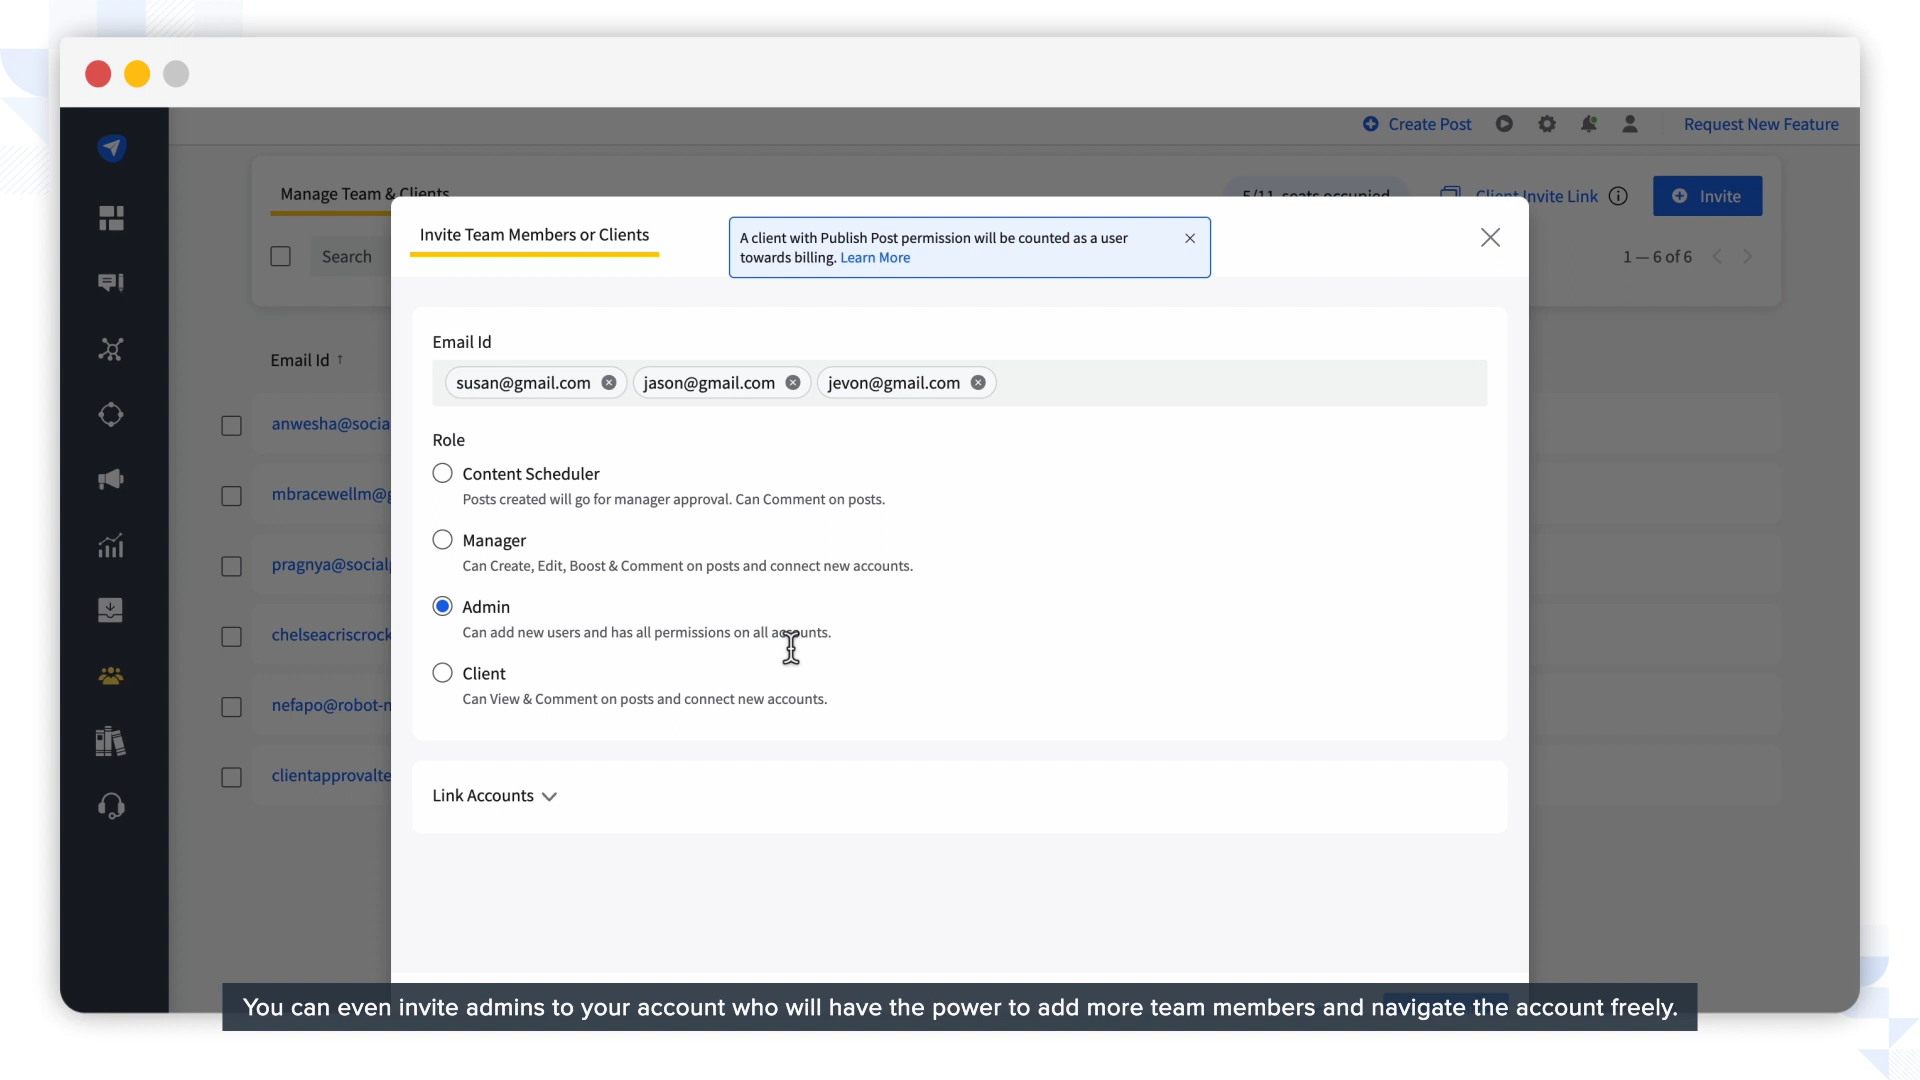 Create Post
Request New Feature
Manage Team & Clients
5/11 seats occupied
Client Invite Link
Invite
Search
1 — 6 of 6
Invite Team Members or Clients
A client with Publish Post permission will be counted as a user
towards billing. Learn More
Email Id ↑
anwesha@socia
mbracewellm@g
pragnya@social
chelseacriscrock
nefapo@robot-
clientapprovalte
Email Id
susan@gmail.com
jason@gmail.com
jevon@gmail.com
Role
Content Scheduler
Posts created will go for manager approval. Can Comment on posts.
Manager
Can Create, Edit, Boost & Comment on posts and connect new accounts.
Admin
Can add new users and has all permissions on all accounts.
Client
Can View & Comment on posts and connect new accounts.
Link Accounts
You can even invite admins to your account who will have the power to add more team members and navigate the account freely.